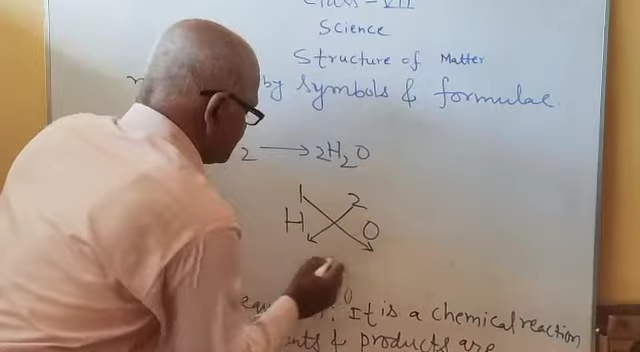 Class - VII
Science
Structure of Matter
by symbols & formulae.
2 → 2H₂O
1 2
H O
It is a chemical reaction
& products are